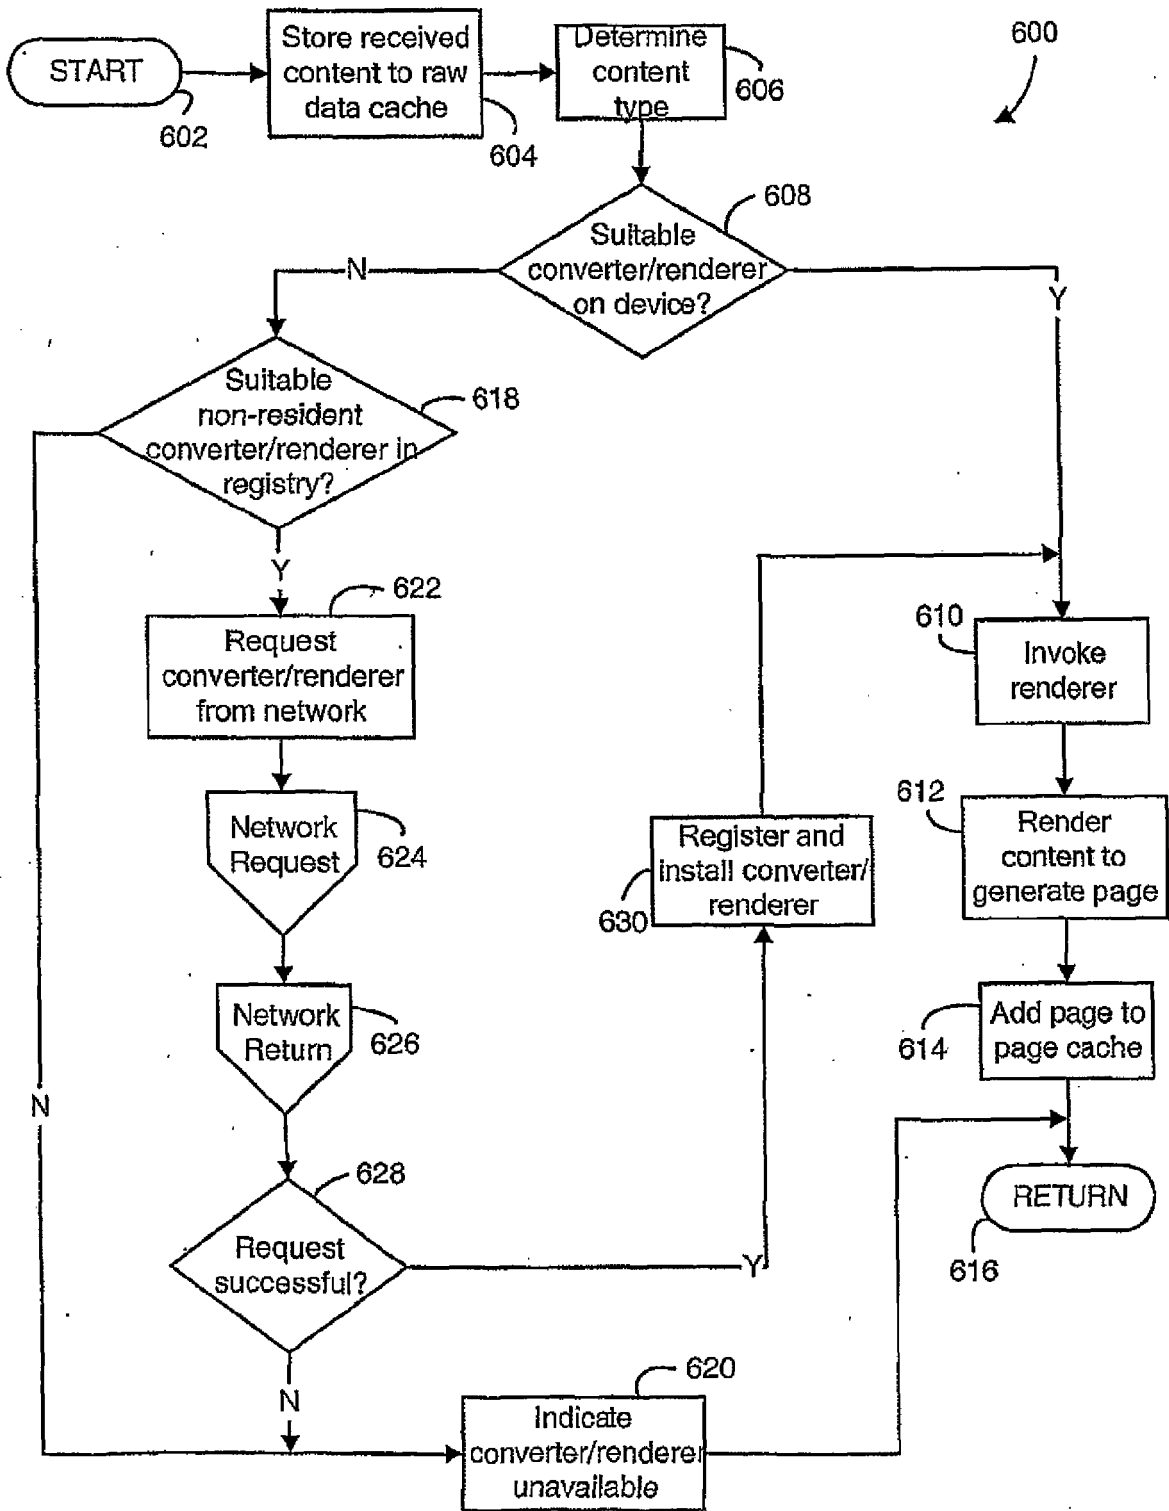 START
602
Store received
content to raw
data cache
604
Determine
content
type
606
600
Suitable
converter/renderer
on device?
608
N
Y
Suitable
non-resident
converter/renderer in
registry?
618
Y
N
Request
converter/renderer
from network
622
Network
Request
624
Network
Return
626
Request
successful?
628
Y
N
Register and
install converter/
renderer
630
610
Invoke
renderer
612
Render
content to
generate page
614
Add page to
page cache
RETURN
616
620
Indicate
converter/renderer
unavailable